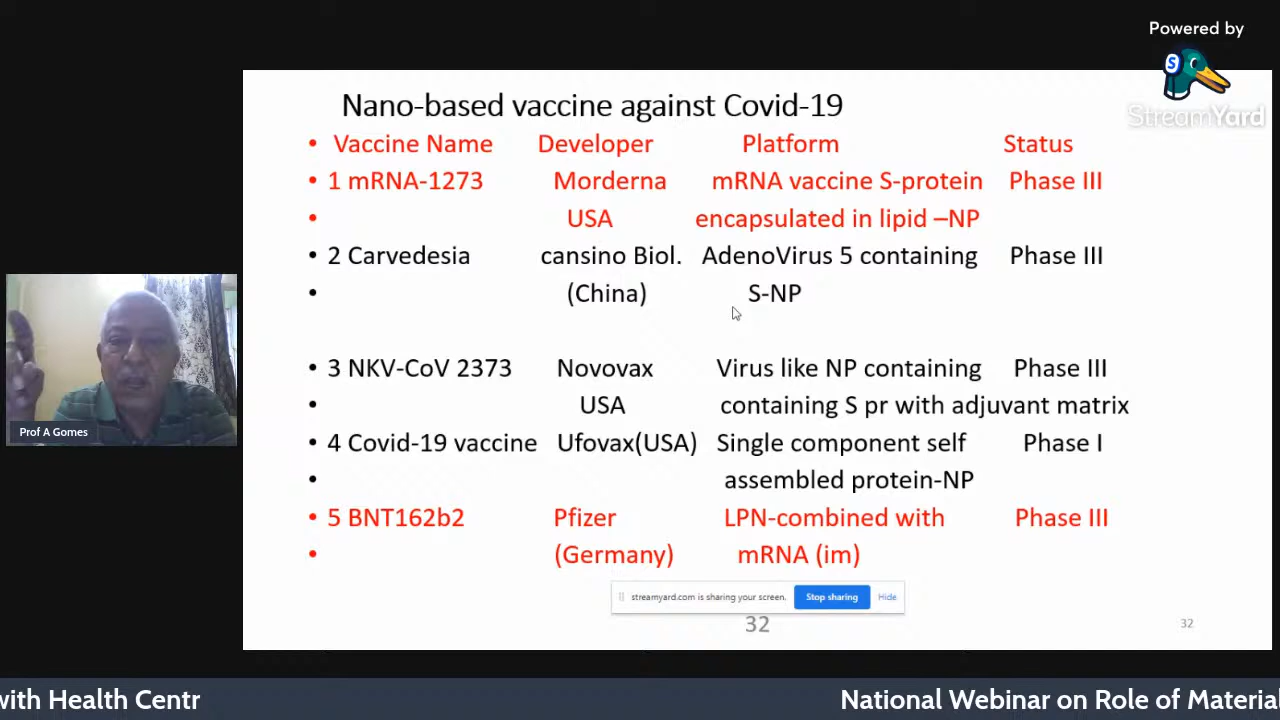 Powered by
S
StreamYard
Nano-based vaccine against Covid-19
• Vaccine Name Developer Platform Status
• 1 mRNA-1273 Morderna mRNA vaccine S-protein Phase III
• USA encapsulated in lipid –NP
• 2 Carvedesia cansino Biol. AdenoVirus 5 containing Phase III
• (China) S-NP
• 3 NKV-CoV 2373 Novovax Virus like NP containing Phase III
• USA containing S pr with adjuvant matrix
• 4 Covid-19 vaccine Ufovax(USA) Single component self Phase I
• assembled protein-NP
• 5 BNT162b2 Pfizer LPN-combined with Phase III
• (Germany) mRNA (im)
Prof A Gomes
streamyard.com is sharing your screen. Stop sharing Hide
32 32
with Health Centr National Webinar on Role of Material